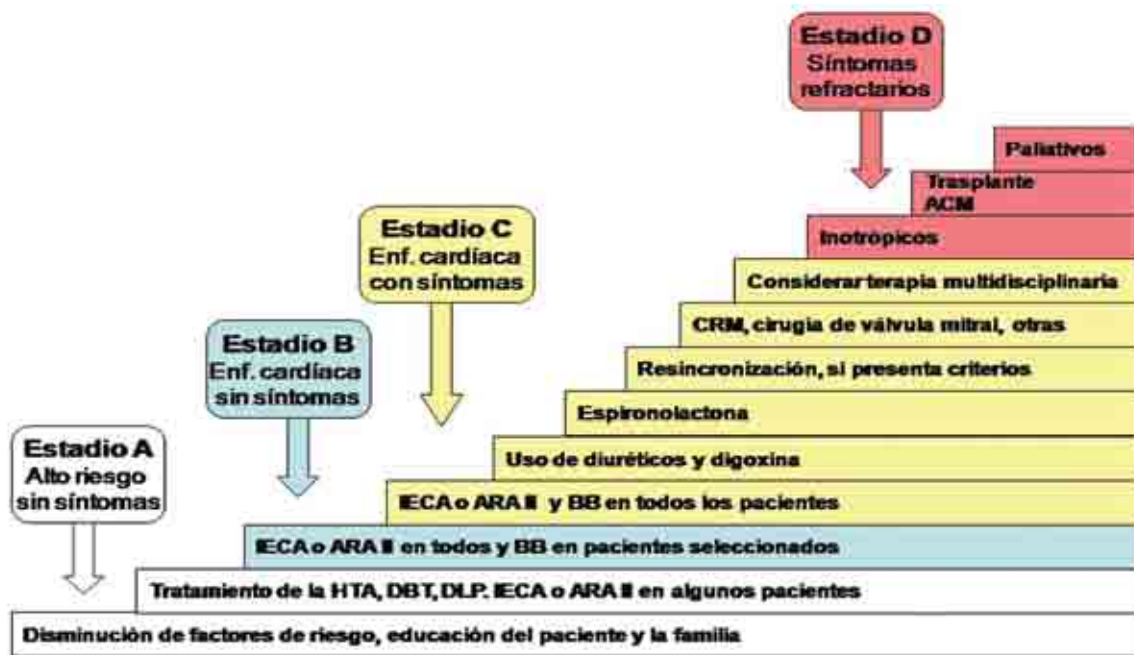 Estadio D
Síntomas
refractarios
Paliativos
Trasplante
ACM
Inotrópicos
Estadio C
Enf. cardíaca
con síntomas
Considerar terapia multidisciplinaria
CRM, cirugía de válvula mitral, otras
Estadio B
Enf. cardíaca
sin síntomas
Resincronización, si presenta criterios
Espironolactona
Estadio A
Alto riesgo
sin síntomas
Uso de diuréticos y digoxina
IECA o ARA II y BB en todos los pacientes
IECA o ARA II en todos y BB en pacientes seleccionados
Tratamiento de la HTA, DBT, DLP. IECA o ARA II en algunos pacientes
Disminución de factores de riesgo, educación del paciente y la familia